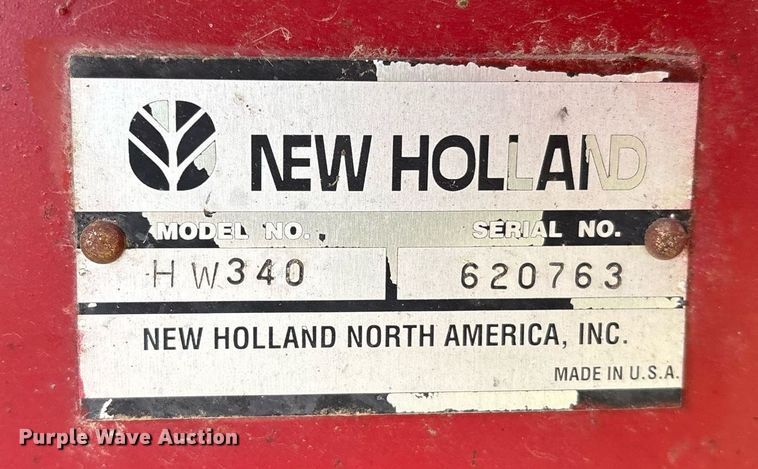 NEW HOLLAND
MODEL NO. SERIAL NO.
HW340 620763
NEW HOLLAND NORTH AMERICA, INC.
MADE IN U.S.A.
Purple Wave Auction